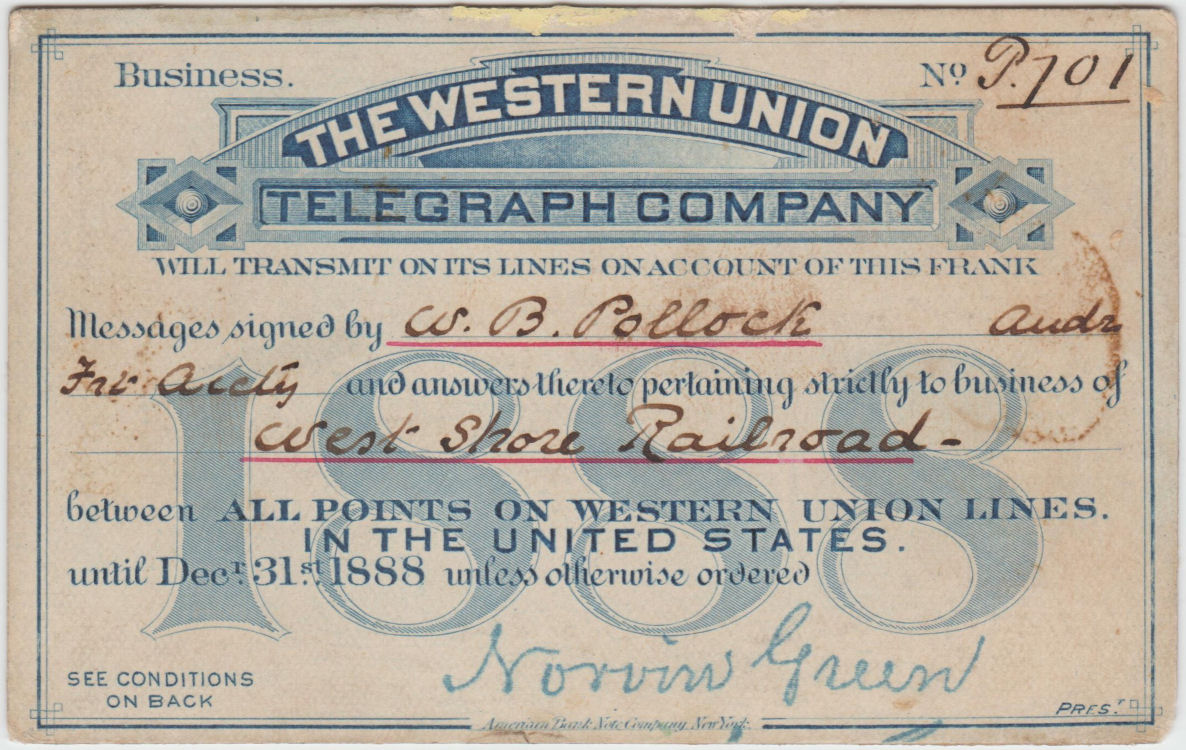 Business.
Nº P.701
THE WESTERN UNION
TELEGRAPH COMPANY
WILL TRANSMIT ON ITS LINES ON ACCOUNT OF THIS FRANK
Messages signed by W. B. Pollock Audr
Frt Accts and answers thereto pertaining strictly to business of
West Shore Railroad-
1888
between ALL POINTS ON WESTERN UNION LINES.
IN THE UNITED STATES.
until Decr. 31st. 1888 unless otherwise ordered
Norvin Green
SEE CONDITIONS
ON BACK
PREST
American Bank Note Company, New York.